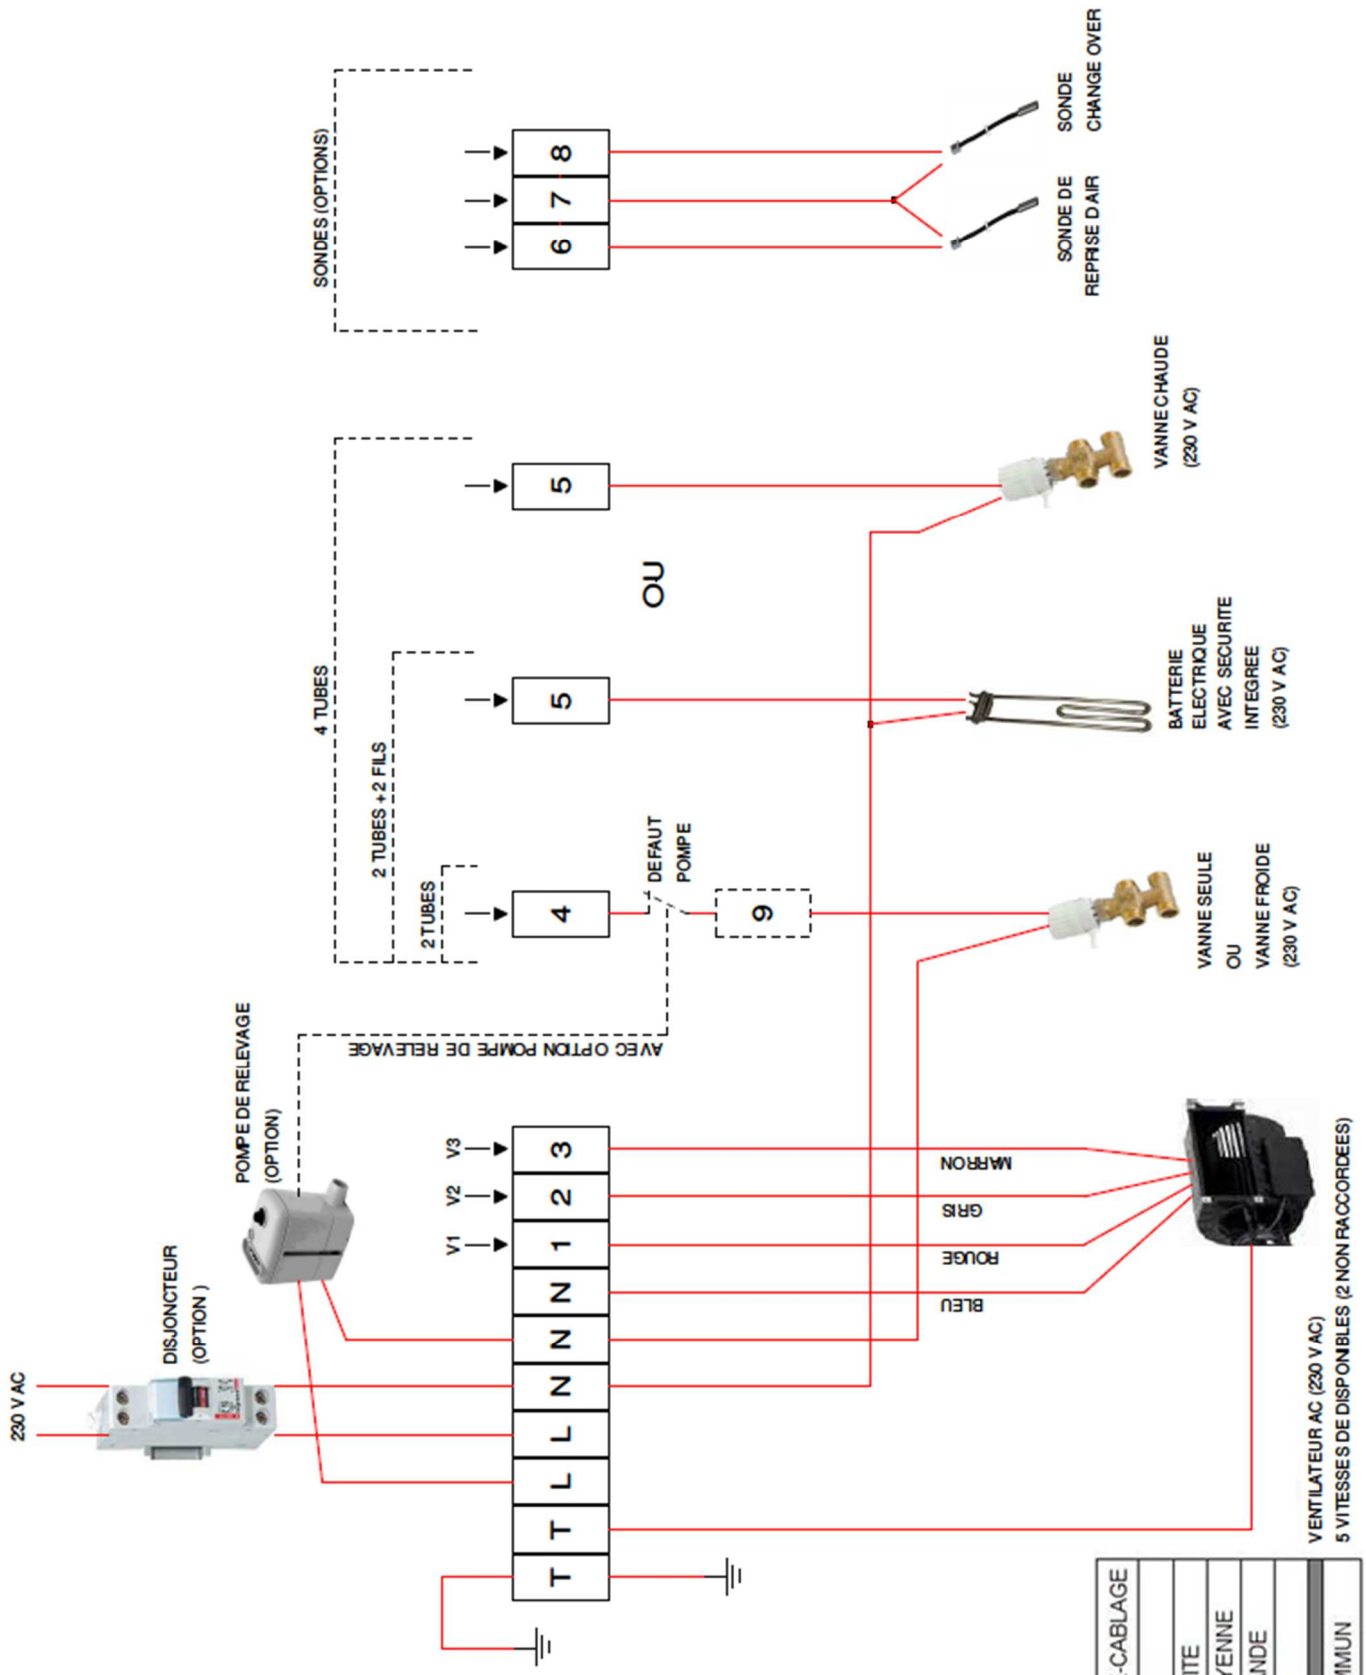 230 V AC
DISJONCTEUR
(OPTION )
POMPE DE RELEVAGE
(OPTION)
AVEC OPTION POMPE DE RELEVAGE
4 TUBES
2 TUBES +2 FILS
2TUBES
SONDES (OPTIONS)
V1
V2
V3
T
T
L
L
N
N
N
1
2
3
4
5
5
6
7
8
DEFAUT
POMPE
9
OU
BLEU
ROUGE
GRIS
MARRON
SONDE DE
REPRISE D AIR
SONDE
CHANGE OVER
VANNE SEULE
OU
VANNE FROIDE
(230 V AC)
BATTERIE
ELECTRIQUE
AVEC SECURITE
INTEGREE
(230 V AC)
VANNE CHAUDE
(230 V AC)
VENTILATEUR AC (230 V AC)
5 VITESSES DE DISPONIBLES (2 NON RACCORDEES)
-CABLAGE
TE
YENNE
ANDE
MMUN